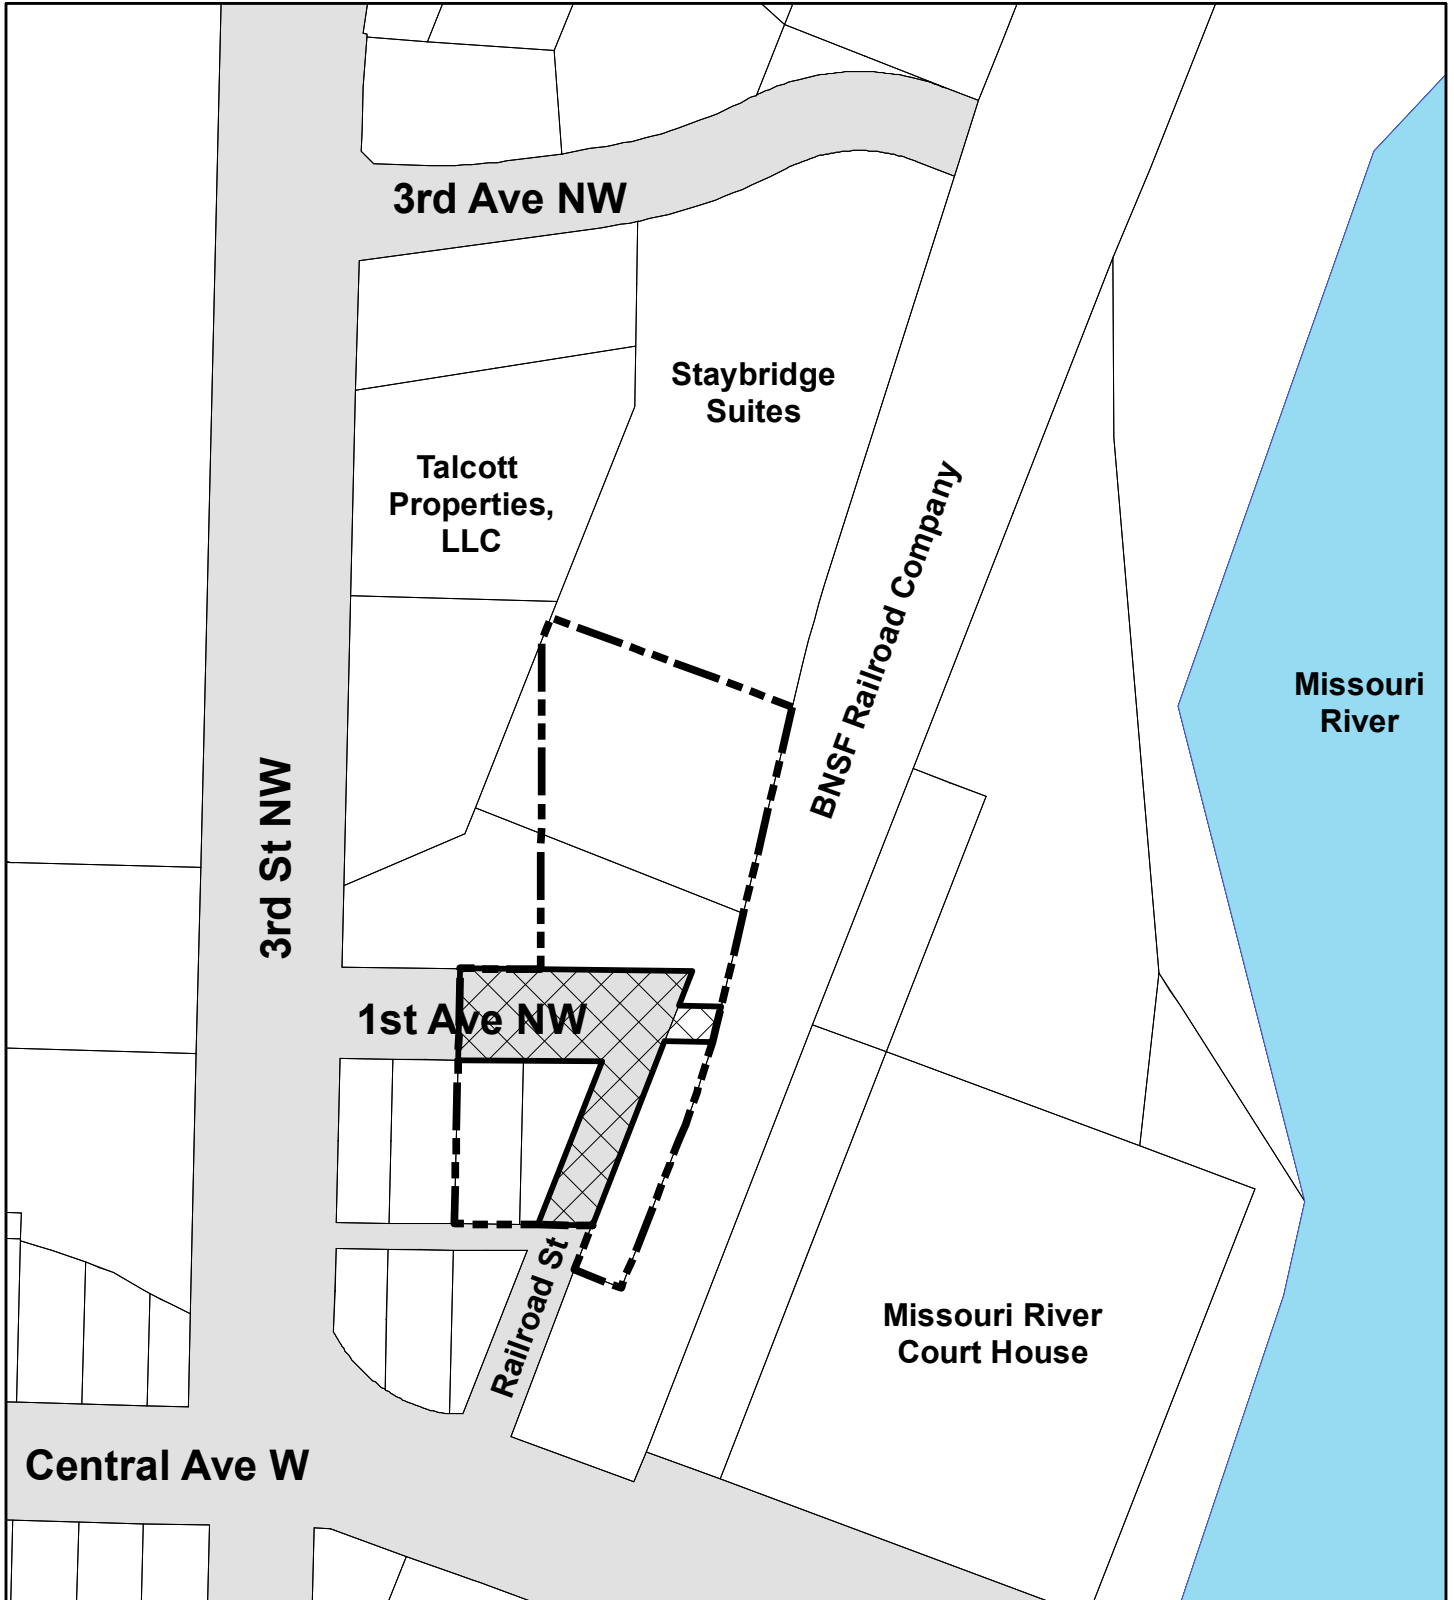 3rd Ave NW
Staybridge
Suites
Talcott
Properties,
LLC
BNSF Railroad Company
Missouri
River
3rd St NW
1st Ave NW
Railroad St
Missouri River
Court House
Central Ave W